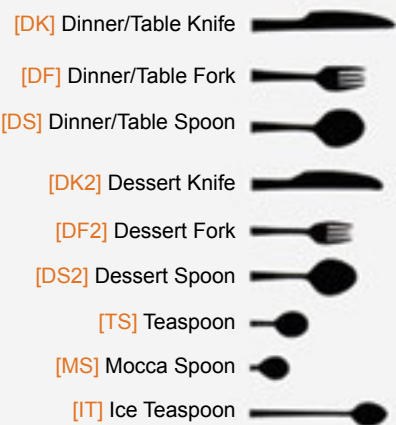 [DK] Dinner/Table Knife
[DF] Dinner/Table Fork
[DS] Dinner/Table Spoon
[DK2] Dessert Knife
[DF2] Dessert Fork
[DS2] Dessert Spoon
[TS] Teaspoon
[MS] Mocca Spoon
[IT] Ice Teaspoon